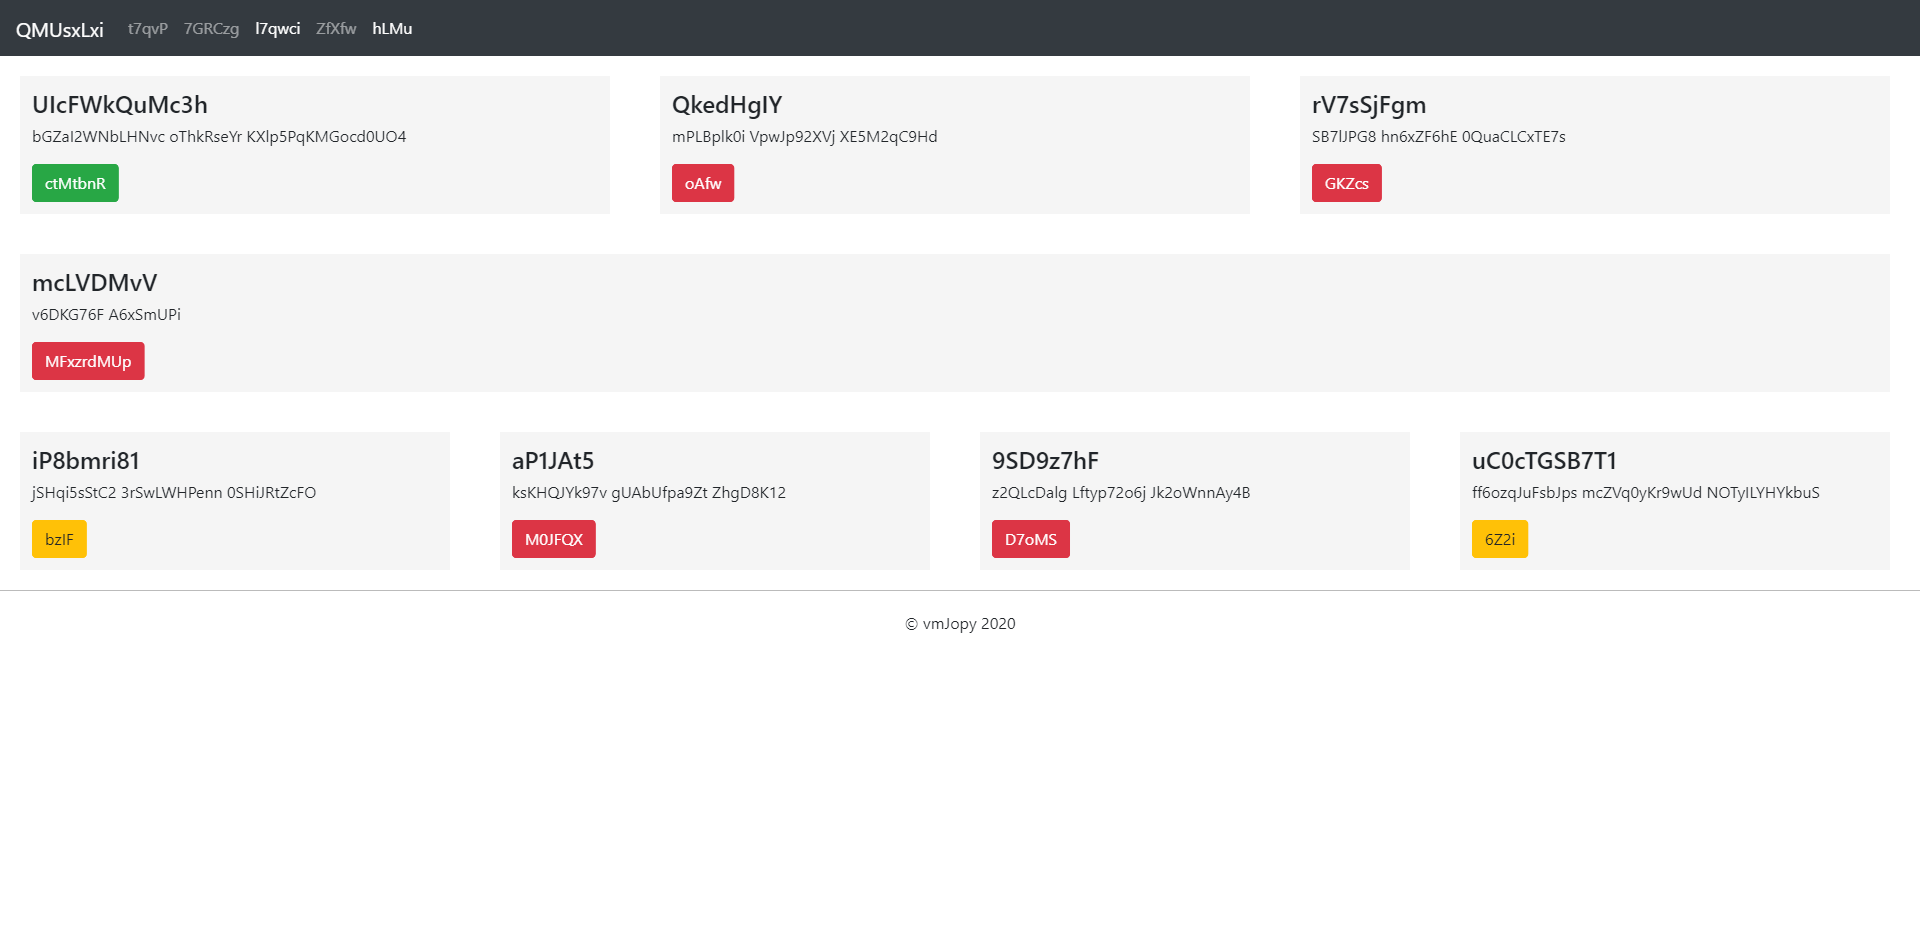 QMUsxLxi t7qvP 7GRCzg l7qwci ZfXfw hLMu
UIcFWkQuMc3h
bGZaI2WNbLHNvc oThkRseYr KXlp5PqKMGocd0UO4
ctMtbnR
QkedHgIY
mPLBplk0i VpwJp92XVj XE5M2qC9Hd
oAfw
rV7sSjFgm
SB7lJPG8 hn6xZF6hE 0QuaCLCxTE7s
GKZcs
mcLVDMvV
v6DKG76F A6xSmUPi
MFxzrdMUp
iP8bmri81
jSHqi5sStC2 3rSwLWHPenn 0SHiJRtZcFO
bzIF
aP1JAt5
ksKHQJYk97v gUAbUfpa9Zt ZhgD8K12
M0JFQX
9SD9z7hF
z2QLcDalg Lftyp72o6j Jk2oWnnAy4B
D7oMS
uC0cTGSB7T1
ff6ozqJuFsbJps mcZVq0yKr9wUd NOTyILYHYkbuS
6Z2i
© vmJopy 2020